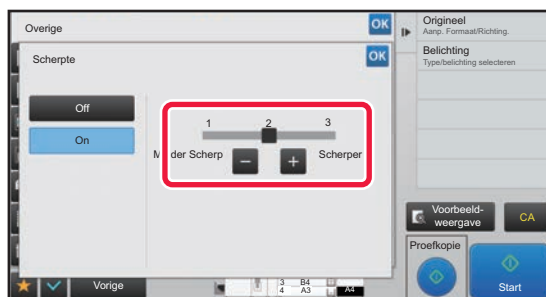 Overige
OK
Scherpte
OK
Off
On
1 2 3
Minder Scherp
Scherper
Vorige
3 B4
4 A3
A4
Origineel
Aanp. Formaat/Richting.
Belichting
Type/belichting selecteren
Voorbeeld-
weergave
CA
Proefkopie
Start